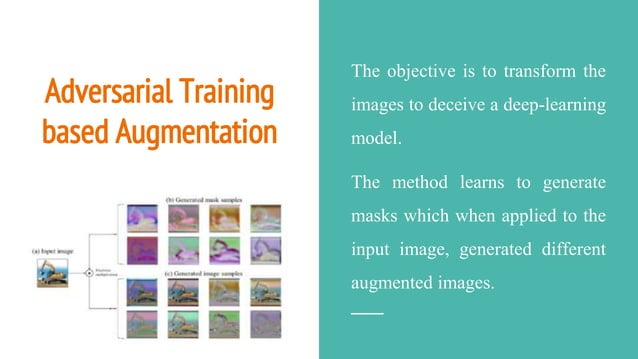 Adversarial Training
based Augmentation
(b) Generated mask samples
(a) Input image
(c) Generated image samples
The objective is to transform the
images to deceive a deep-learning
model.
The method learns to generate
masks which when applied to the
input image, generated different
augmented images.